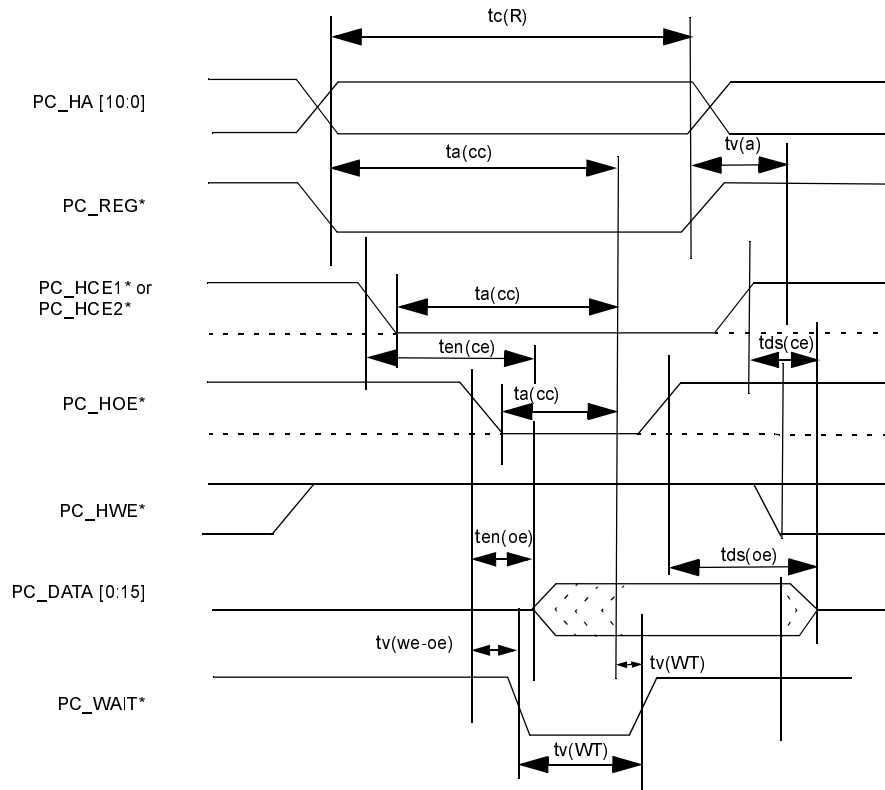 tc(R)
PC_HA [10:0]
tv(a)
ta(cc)
PC_REG*
PC_HCE1* or
PC_HCE2*
ta(cc)
ten(ce)
tds(ce)
PC_HOE*
ta(cc)
PC_HWE*
ten(oe)
tds(oe)
PC_DATA [0:15]
tv(we-oe)
tv(WT)
PC_WAIT*
tv(WT)